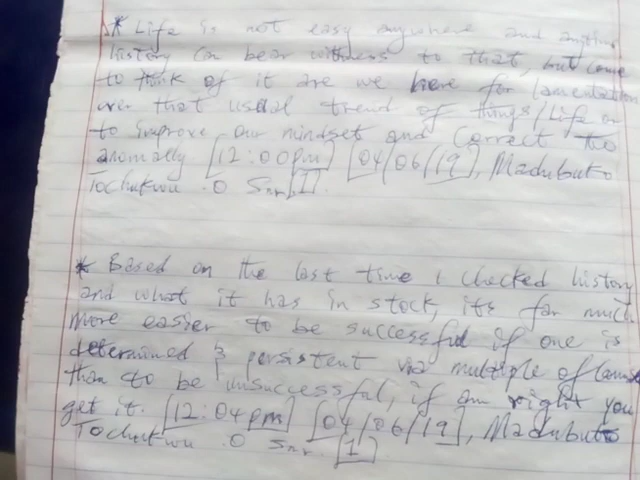 * Life is not easy anywhere and anytime
history can bear witness to that, but come
to think of it are we here for lamentation
over that usual trend of things/Life or
to improve our mindset and Correct the
anomally [12:00pm] [04/06/19], Madubuko
Tochukwu .O Snr [1].
* Based on the last time I checked history
and what it has in stock, its far much
more easier to be successful if one is
determined & persistent via multiple of
than to be unsuccessful, if am right you
get it. [12:04pm] [04/06/19], Madubuko
Tochukwu .O Snr. [1]